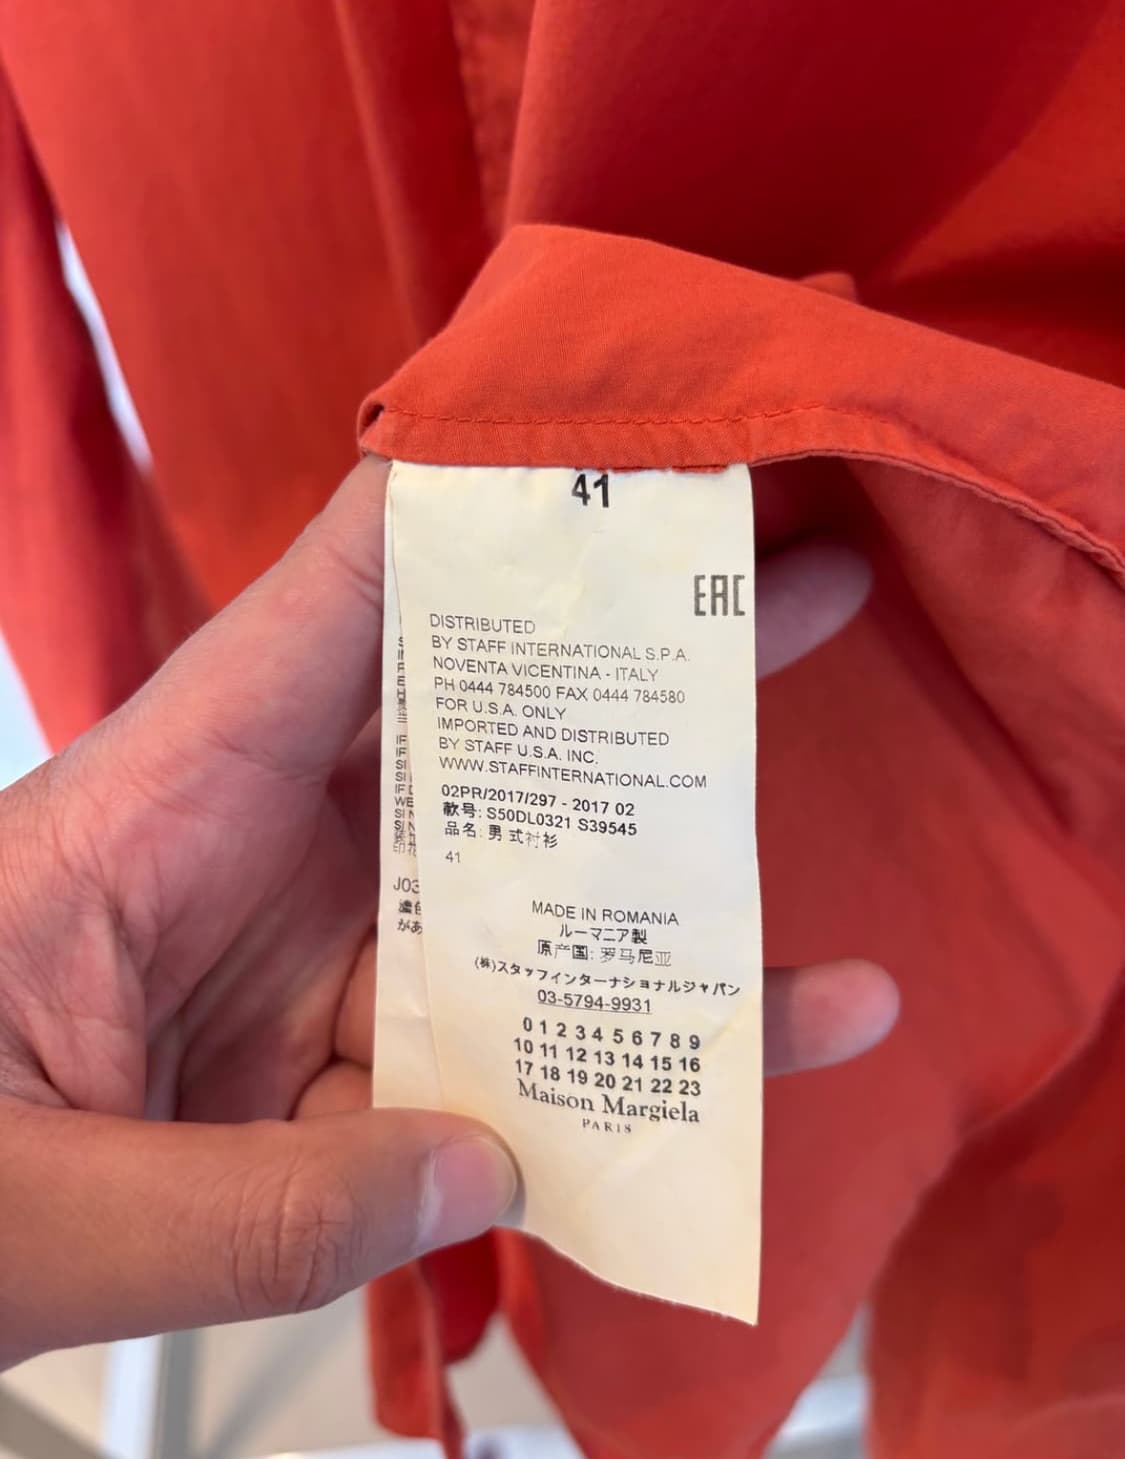 41
EAC
DISTRIBUTED
BY STAFF INTERNATIONAL S.P.A.
NOVENTA VICENTINA - ITALY
PH 0444 784500 FAX 0444 784580
FOR U.S.A. ONLY
IMPORTED AND DISTRIBUTED
BY STAFF U.S.A. INC.
WWW.STAFFINTERNATIONAL.COM
02PR/2017/297 - 2017 02
款号: S50DL0321 S39545
品名: 男式衬衫
41
MADE IN ROMANIA
ルーマニア製
原产国: 罗马尼亚
(株)スタッフインターナショナルジャパン
03-5794-9931
0 1 2 3 4 5 6 7 8 9
10 11 12 13 14 15 16
17 18 19 20 21 22 23
Maison Margiela
PARIS
J03
濃色
があ